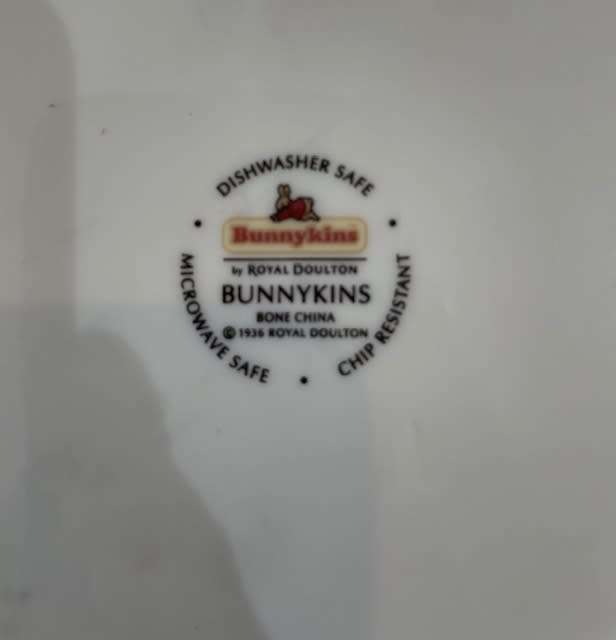 DISHWASHER SAFE
Bunnykins
by ROYAL DOULTON
BUNNYKINS
BONE CHINA
© 1936 ROYAL DOULTON
MICROWAVE SAFE
CHIP RESISTANT